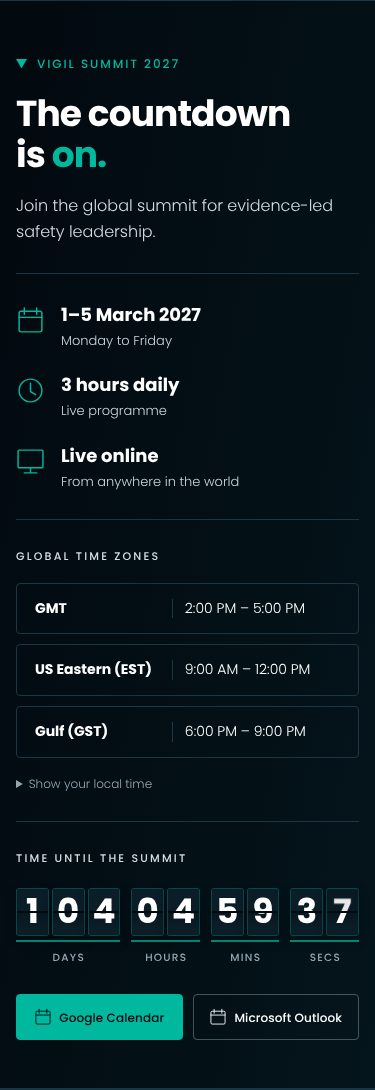 VIGIL SUMMIT 2027
The countdown
is on.
Join the global summit for evidence-led
safety leadership.
1–5 March 2027
Monday to Friday
3 hours daily
Live programme
Live online
From anywhere in the world
GLOBAL TIME ZONES
GMT 2:00 PM – 5:00 PM
US Eastern (EST) 9:00 AM – 12:00 PM
Gulf (GST) 6:00 PM – 9:00 PM
Show your local time
TIME UNTIL THE SUMMIT
104 04 59 37
DAYS HOURS MINS SECS
Google Calendar Microsoft Outlook